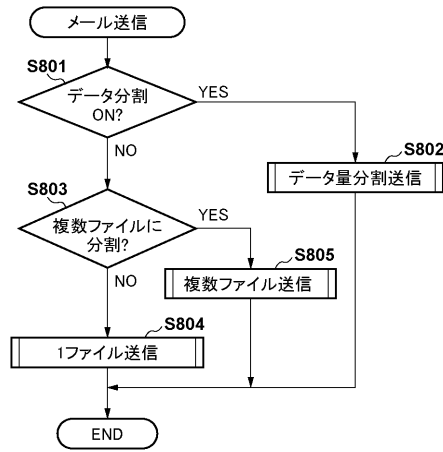 メール送信
S801
データ分割
ON?
YES
NO
S802
データ量分割送信
S803
複数ファイルに
分割?
YES
NO
S805
複数ファイル送信
S804
1ファイル送信
END